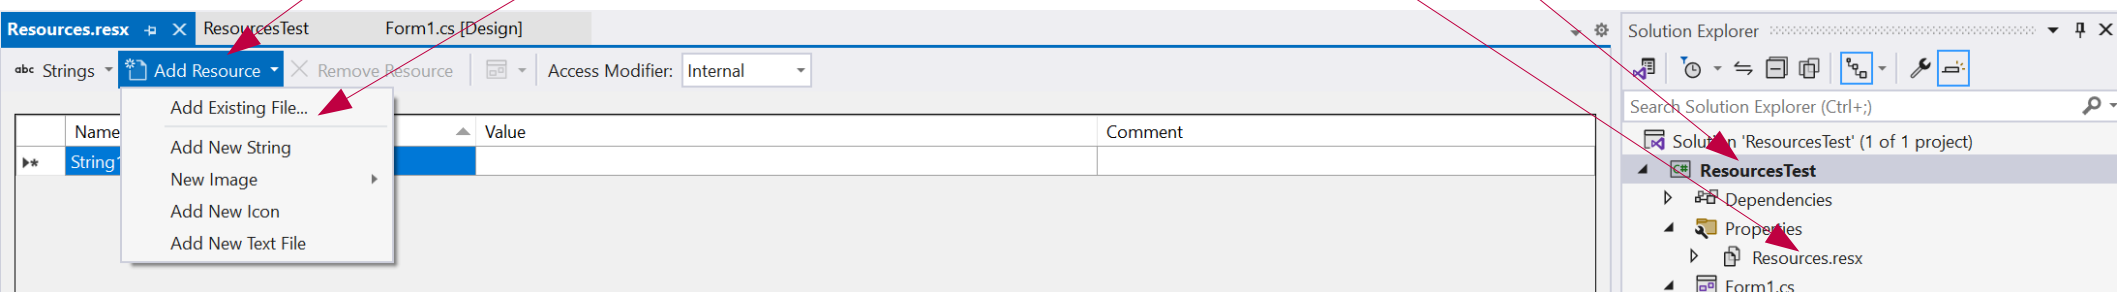 Resources.resx ResourcesTest Form1.cs [Design]
abc Strings Add Resource Remove Resource Access Modifier: Internal
Add Existing File...
Add New String
New Image
Add New Icon
Add New Text File
Name Value Comment
String1
Solution Explorer
Search Solution Explorer (Ctrl+;)
Solution 'ResourcesTest' (1 of 1 project)
C# ResourcesTest
Dependencies
Properties
Resources.resx
Form1.cs